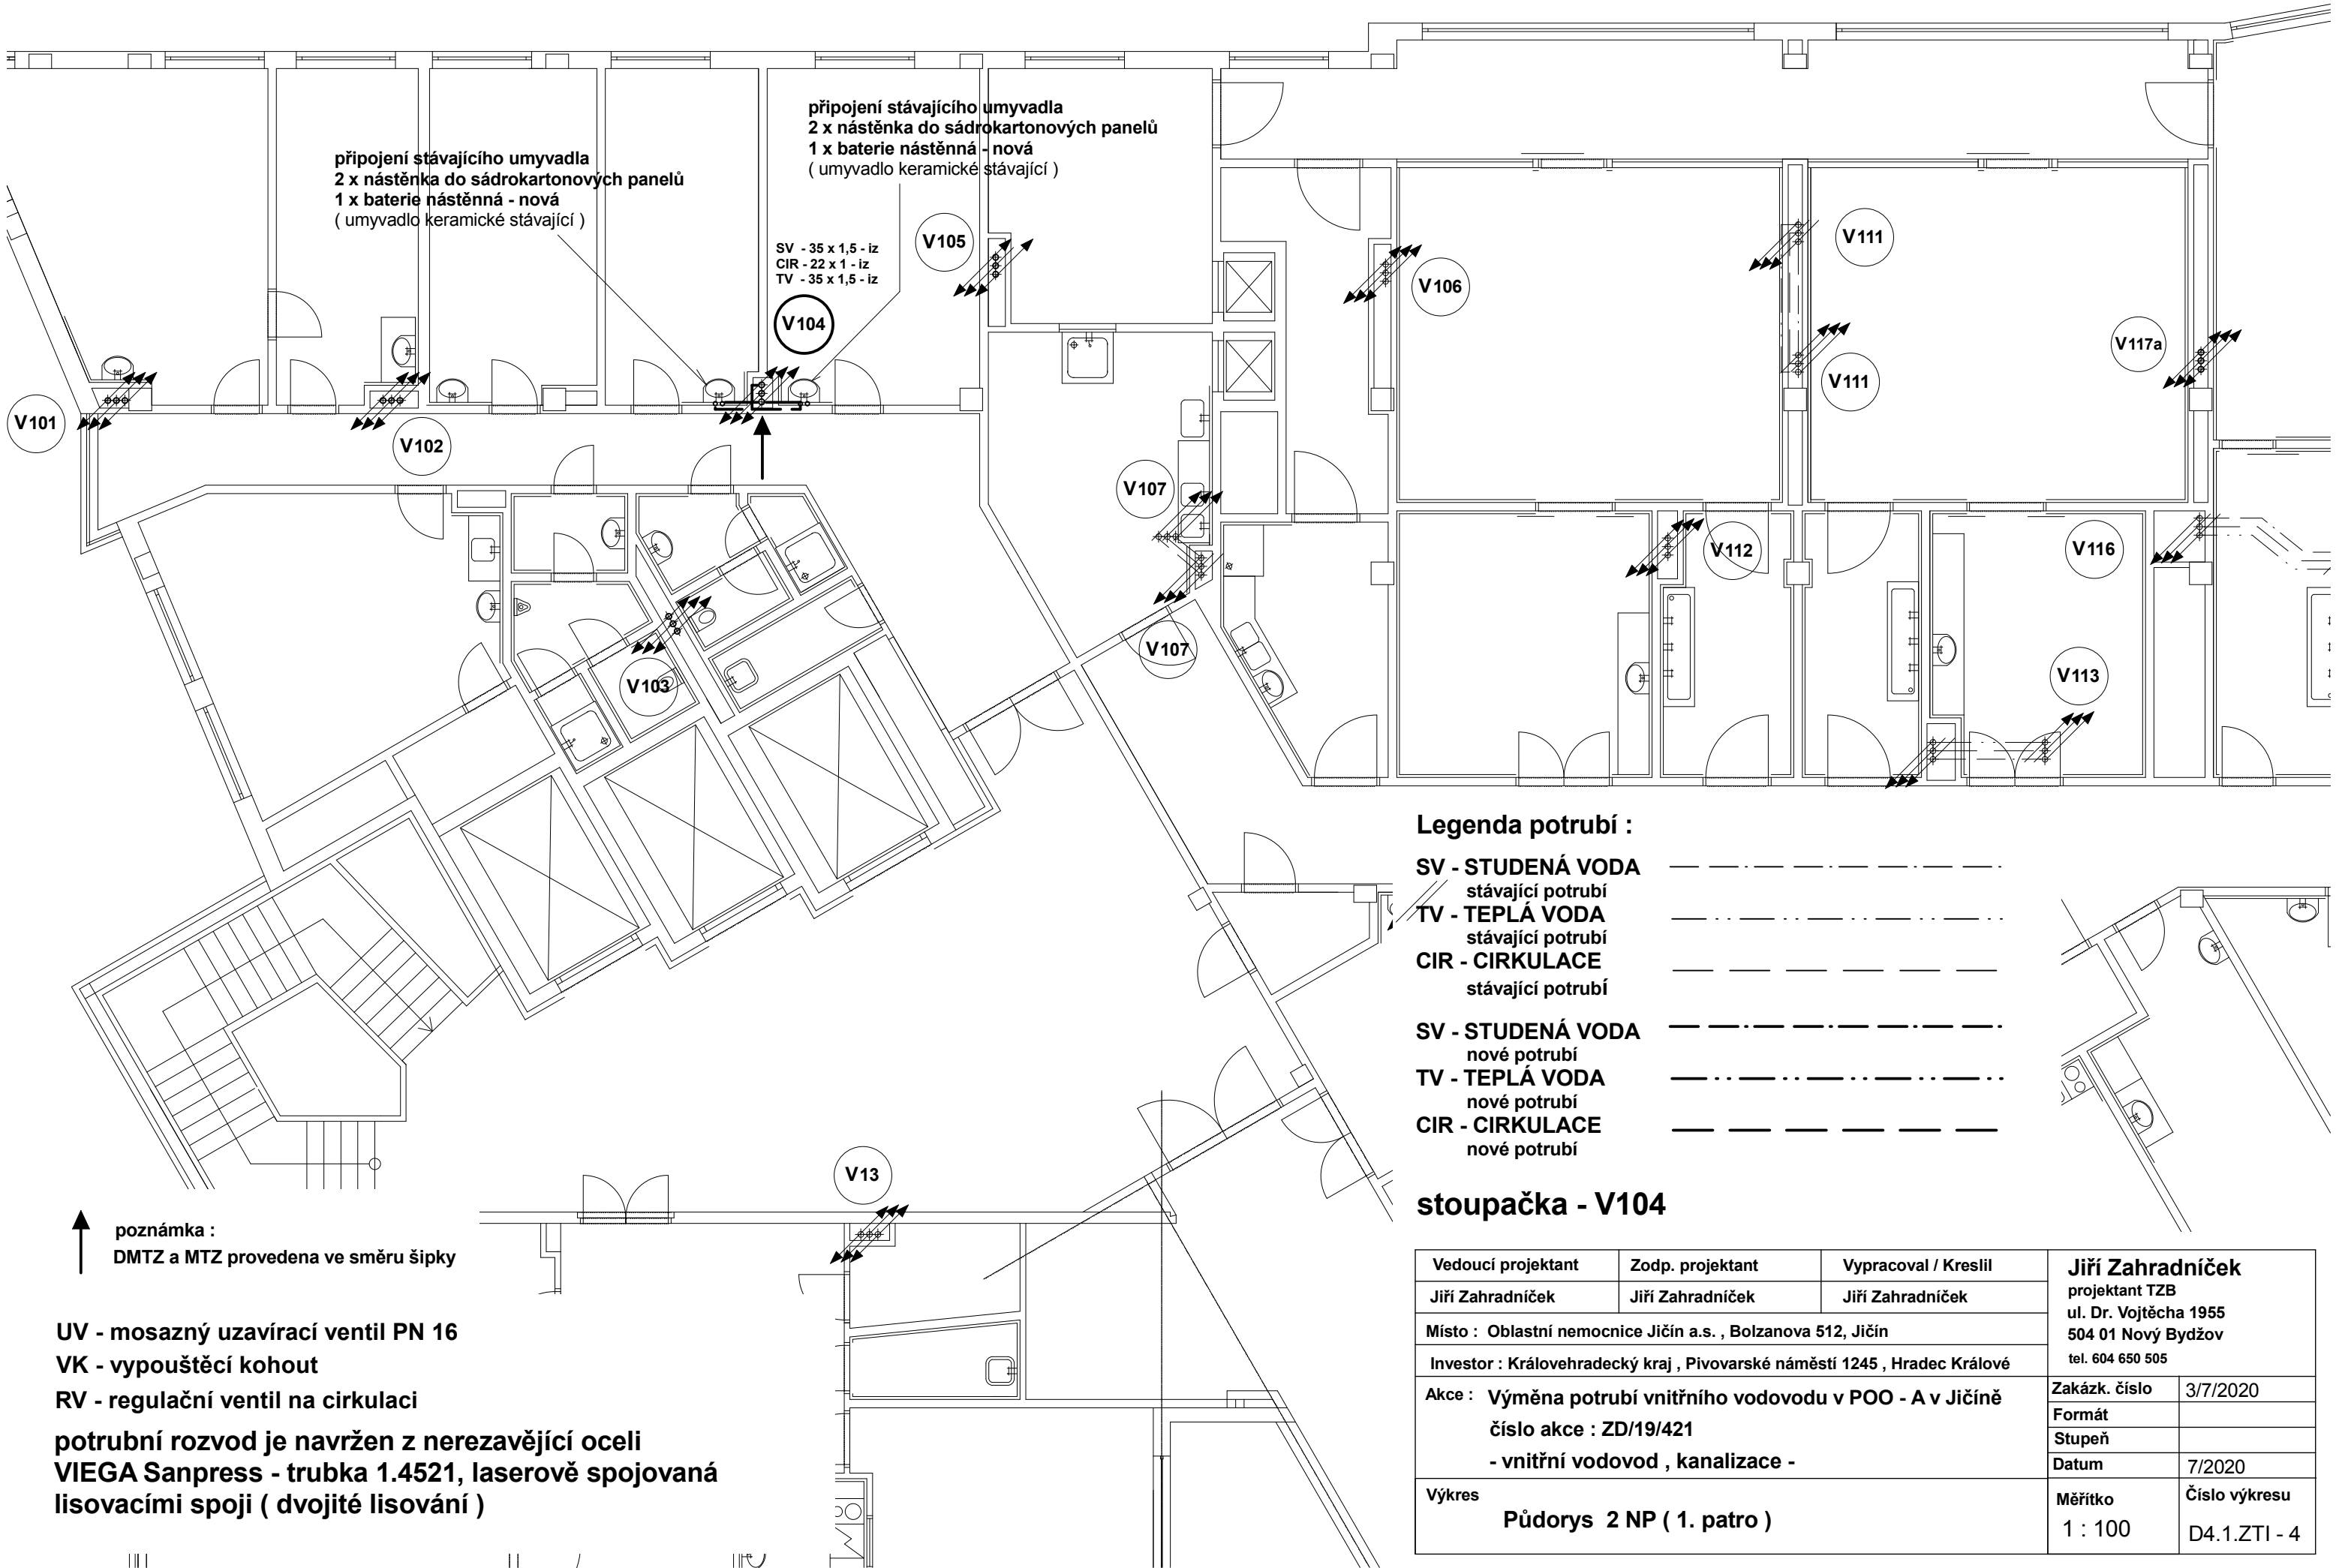 připojení stávajícího umyvadla
2 x nástěnka do sádrokartonových panelů
1 x baterie nástěnná - nová
( umyvadlo keramické stávající )
připojení stávajícího umyvadla
2 x nástěnka do sádrokartonových panelů
1 x baterie nástěnná - nová
( umyvadlo keramické stávající )
SV - 35 x 1,5 - iz
CIR - 22 x 1 - iz
TV - 35 x 1,5 - iz
V104
V105
V106
V111
V111
V117a
V101
V102
V107
V112
V116
V107
V103
V113
V13
Legenda potrubí :
SV - STUDENÁ VODA
stávající potrubí
TV - TEPLÁ VODA
stávající potrubí
CIR - CIRKULACE
stávající potrubí
SV - STUDENÁ VODA
nové potrubí
TV - TEPLÁ VODA
nové potrubí
CIR - CIRKULACE
nové potrubí
stoupačka - V104
poznámka :
DMTZ a MTZ provedena ve směru šipky
UV - mosazný uzavírací ventil PN 16
VK - vypouštěcí kohout
RV - regulační ventil na cirkulaci
potrubní rozvod je navržen z nerezavějící oceli
VIEGA Sanpress - trubka 1.4521, laserově spojovaná
lisovacími spoji ( dvojité lisování )
Vedoucí projektant
Zodp. projektant
Vypracoval / Kreslil
Jiří Zahradníček
Jiří Zahradníček
Jiří Zahradníček
Místo : Oblastní nemocnice Jičín a.s. , Bolzanova 512, Jičín
Investor : Královehradecký kraj , Pivovarské náměstí 1245 , Hradec Králové
Akce : Výměna potrubí vnitřního vodovodu v POO - A v Jičíně
číslo akce : ZD/19/421
- vnitřní vodovod , kanalizace -
Výkres
Půdorys 2 NP ( 1. patro )
Jiří Zahradníček
projektant TZB
ul. Dr. Vojtěcha 1955
504 01 Nový Bydžov
tel. 604 650 505
Zakázk. číslo 3/7/2020
Formát
Stupeň
Datum 7/2020
Měřítko
1 : 100
Číslo výkresu
D4.1.ZTI - 4